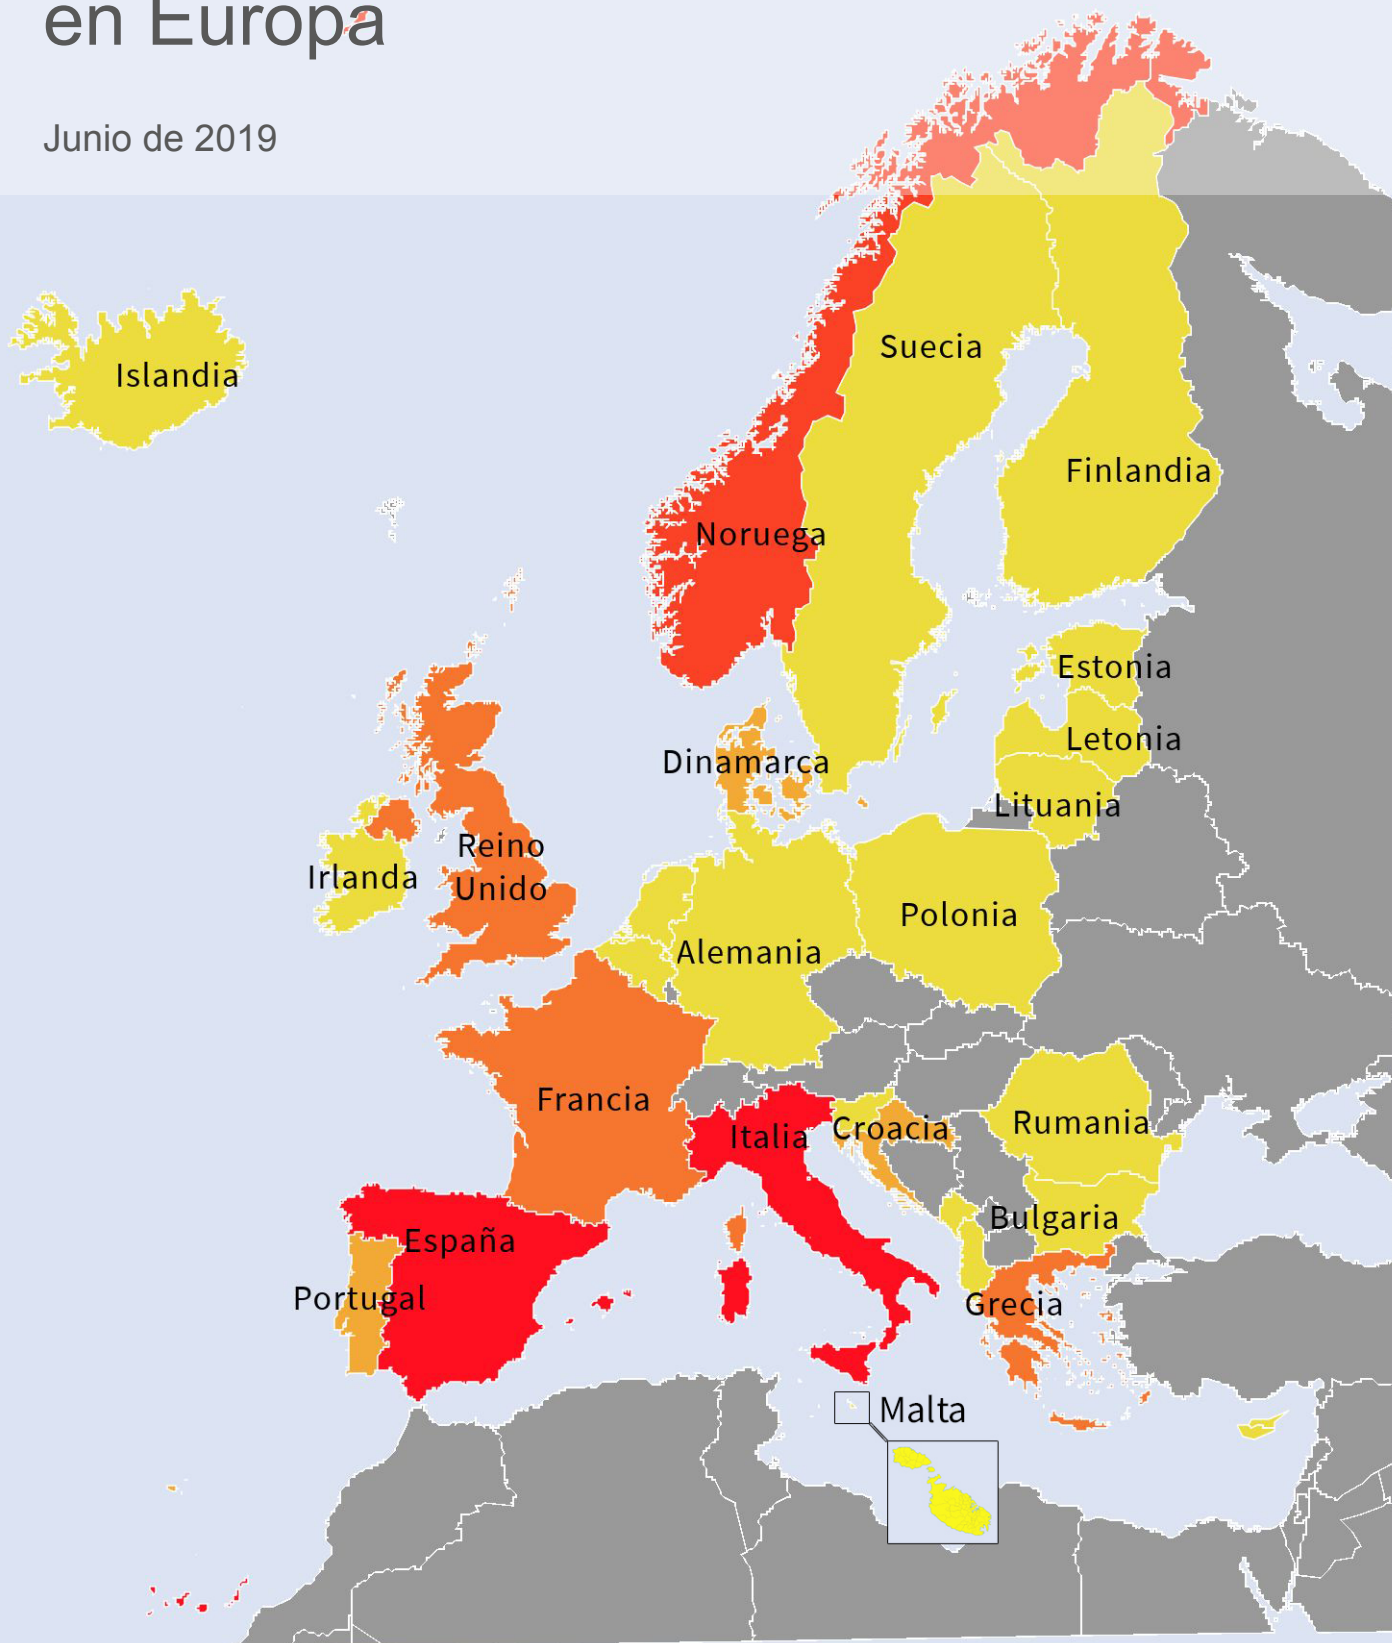 en Europa
Junio de 2019
Islandia
Suecia
Finlandia
Noruega
Estonia
Letonia
Dinamarca
Lituania
Reino
Unido
Irlanda
Polonia
Alemania
Francia
Italia
Croacia
Rumania
Bulgaria
España
Portugal
Grecia
Malta